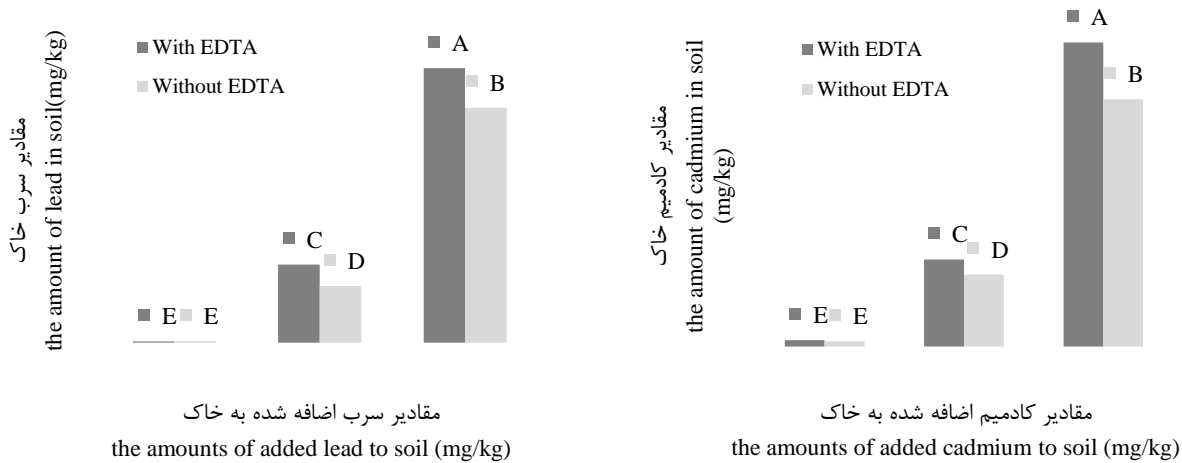 With EDTA
Without EDTA
A
B
C
D
E
E
مقادیر سرب خاک
the amount of lead in soil(mg/kg)
مقادیر سرب اضافه شده به خاک
the amounts of added lead to soil (mg/kg)
With EDTA
Without EDTA
A
B
C
D
E
E
مقادیر کادمیم خاک
the amount of cadmium in soil
(mg/kg)
مقادیر کادمیم اضافه شده به خاک
the amounts of added cadmium to soil (mg/kg)